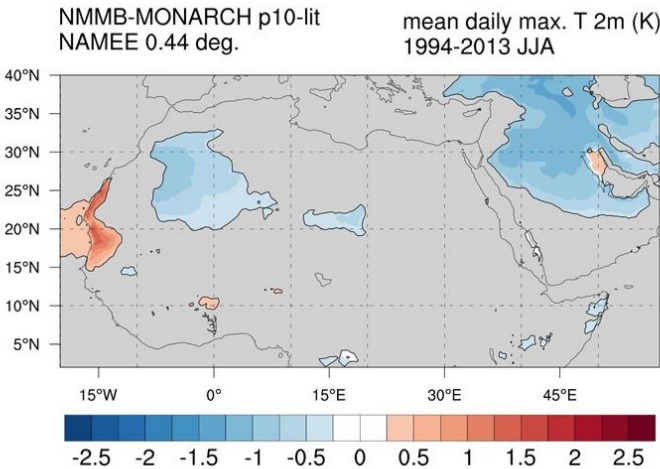 NMMB-MONARCH p10-lit
NAMEE 0.44 deg.
mean daily max. T 2m (K)
1994-2013 JJA
40°N
35°N
30°N
25°N
20°N
15°N
10°N
5°N
15°W 0° 15°E 30°E 45°E
-2.5 -2 -1.5 -1 -0.5 0 0.5 1 1.5 2 2.5